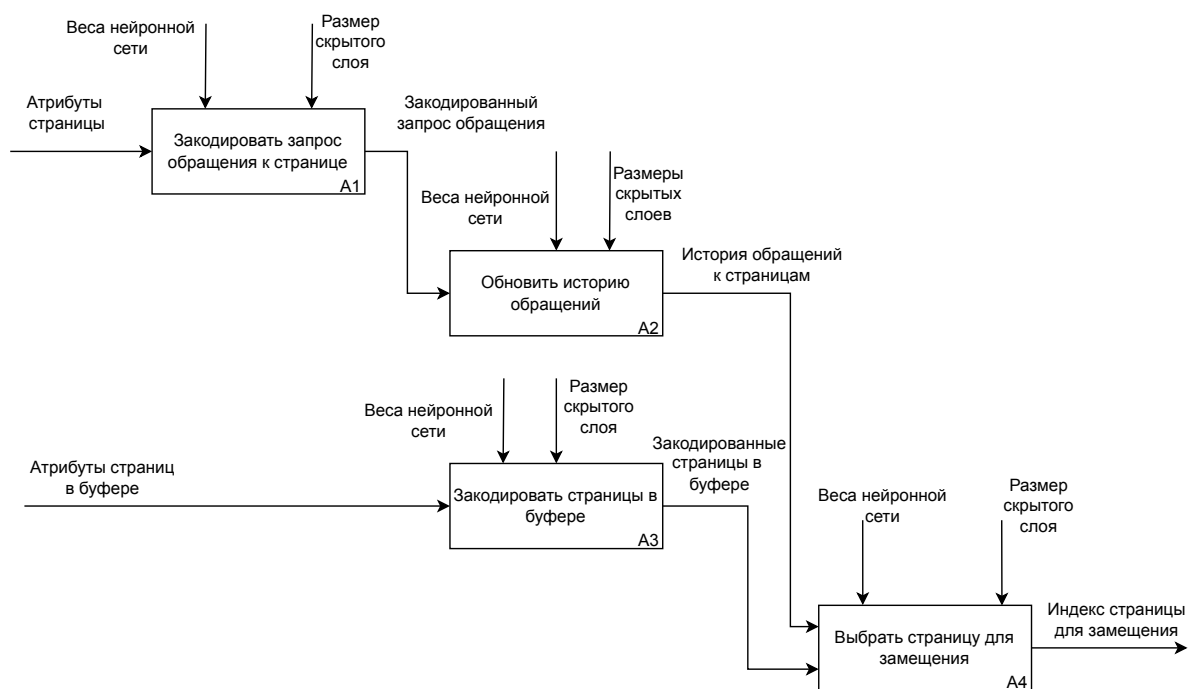 Веса нейронной
сети
Размер
скрытого
слоя
Атрибуты
страницы
Закодировать запрос
обращения к странице
A1
Закодированный
запрос обращения
Веса нейронной
сети
Размеры
скрытых
слоев
Обновить историю
обращений
A2
История обращений
к страницам
Веса нейронной
сети
Размер
скрытого
слоя
Атрибуты страниц
в буфере
Закодировать страницы в
буфере
A3
Закодированные
страницы в
буфере
Веса нейронной
сети
Размер
скрытого
слоя
Выбрать страницу для
замещения
A4
Индекс страницы
для замещения